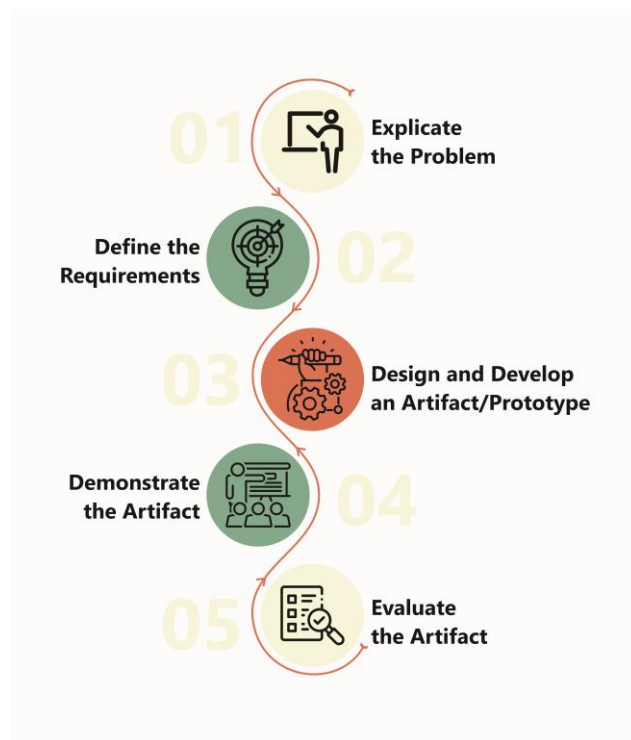 01
Explicate
the Problem
Define the
Requirements
02
03
Design and Develop
an Artifact/Prototype
Demonstrate
the Artifact
04
05
Evaluate
the Artifact